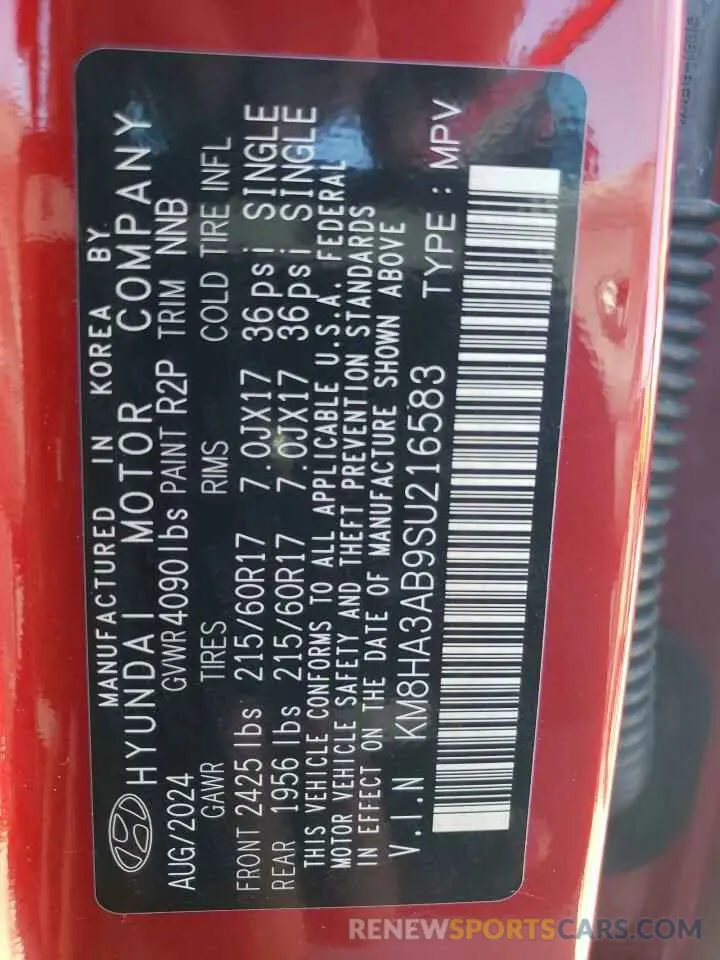 MANUFACTURED IN KOREA BY
HYUNDAI MOTOR COMPANY
AUG/2024 GVWR 4090lbs PAINT R2P TRIM NNB
GAWR TIRES RIMS COLD TIRE INFL
FRONT 2425 lbs 215/60R17 7.0JX17 36psi SINGLE
REAR 1956 lbs 215/60R17 7.0JX17 36psi SINGLE
THIS VEHICLE CONFORMS TO ALL APPLICABLE U.S.A. FEDERAL
MOTOR VEHICLE SAFETY AND THEFT PREVENTION STANDARDS
IN EFFECT ON THE DATE OF MANUFACTURE SHOWN ABOVE
V.I.N KM8HA3AB9SU216583 TYPE : MPV
RENEWSPORTSCARS.COM